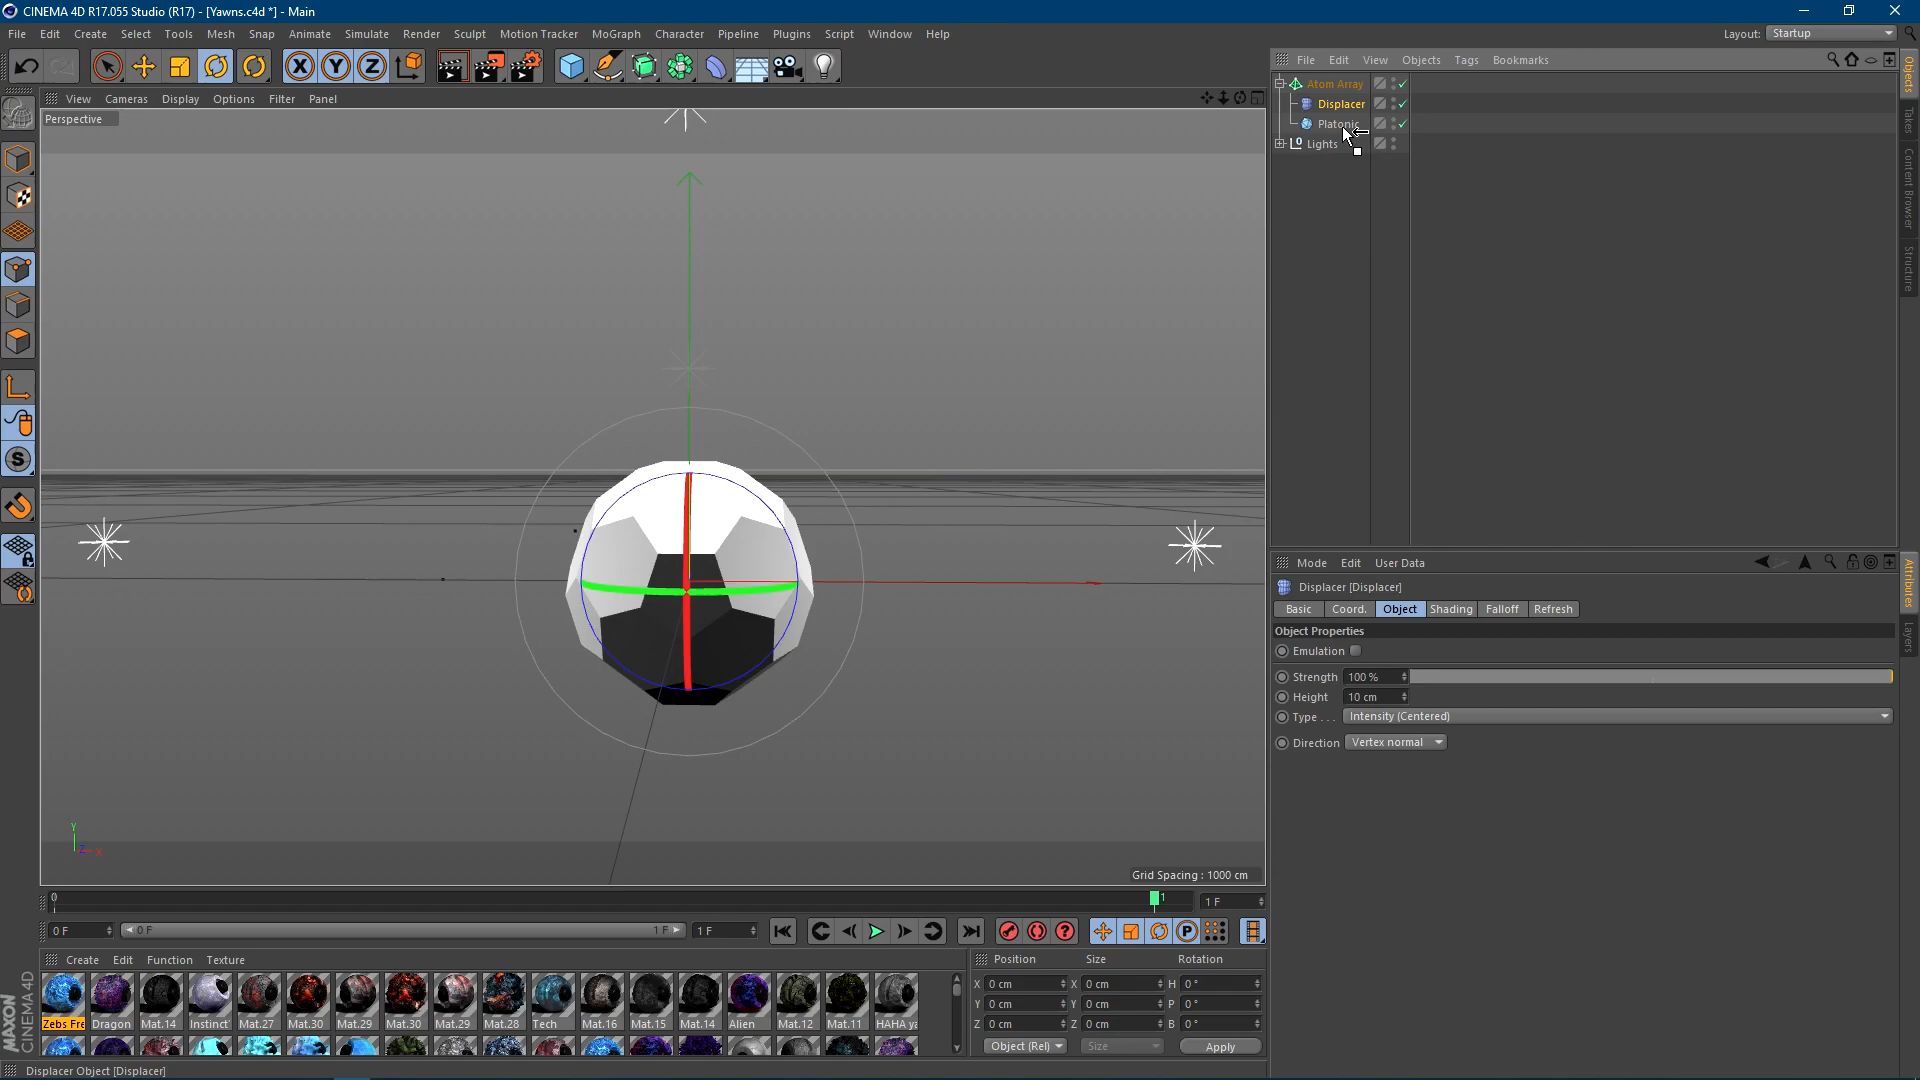 CINEMA 4D R17.055 Studio (R17) - [Yawns.c4d *] - Main
File Edit Create Select Tools Mesh Snap Animate Simulate Render Sculpt Motion Tracker MoGraph Character Pipeline Plugins Script Window Help Layout: Startup
File Edit View Objects Tags Bookmarks
View Cameras Display Options Filter Panel
Perspective
Atom Array
Displacer
Platonic
Lights
Objects
Takes
Content Browser
Structure
Mode Edit User Data
Displacer [Displacer]
Basic Coord. Object Shading Falloff Refresh
Object Properties
Emulation
Strength 100 %
Height 10 cm
Type . . . Intensity (Centered)
Direction Vertex normal
Attributes
Layers
Y
Z X
Grid Spacing : 1000 cm
0 1 1 F
0 F 0 F 1 F 1 F
Create Edit Function Texture
Zebs Fre Dragon Mat.14 Instinct' Mat.27 Mat.30 Mat.29 Mat.30 Mat.29 Mat.28 Tech Mat.16 Mat.15 Mat.14 Alien Mat.12 Mat.11 HAHA ya
Position Size Rotation
X 0 cm X 0 cm H 0 °
Y 0 cm Y 0 cm P 0 °
Z 0 cm Z 0 cm B 0 °
Object (Rel) Size Apply
MAXON CINEMA 4D
Displacer Object [Displacer]